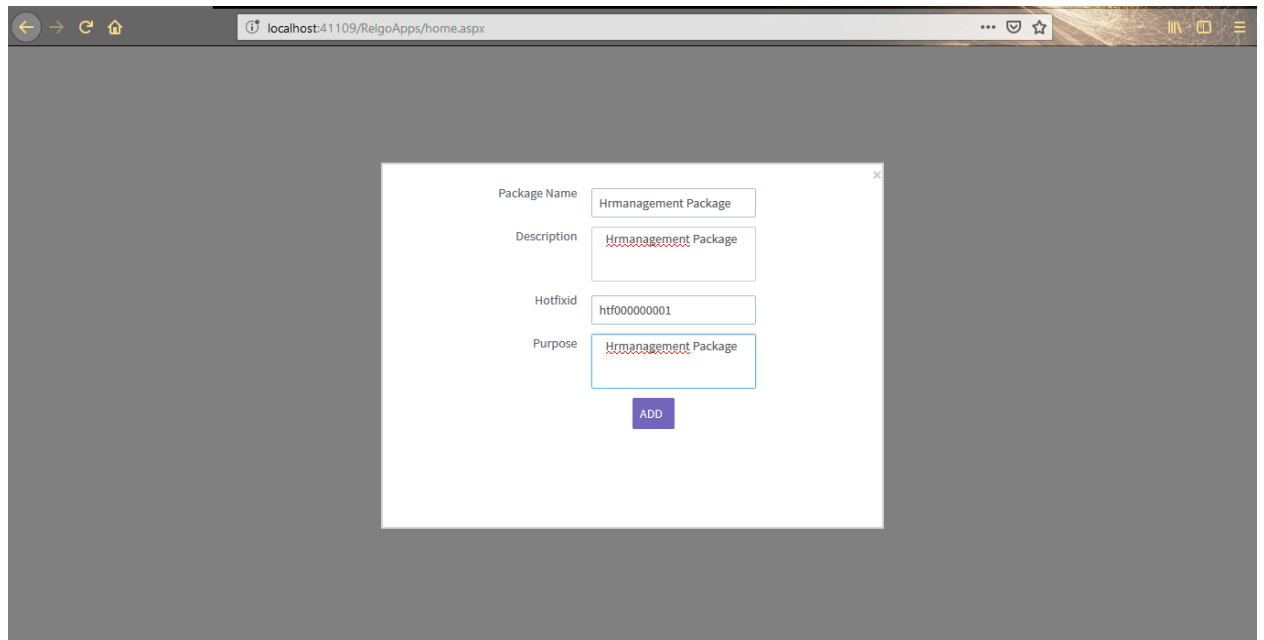 localhost:41109/RelgoApps/home.aspx
Package Name
Hrmanagement Package
Description
Hrmanagement Package
Hotfixid
htf000000001
Purpose
Hrmanagement Package
ADD